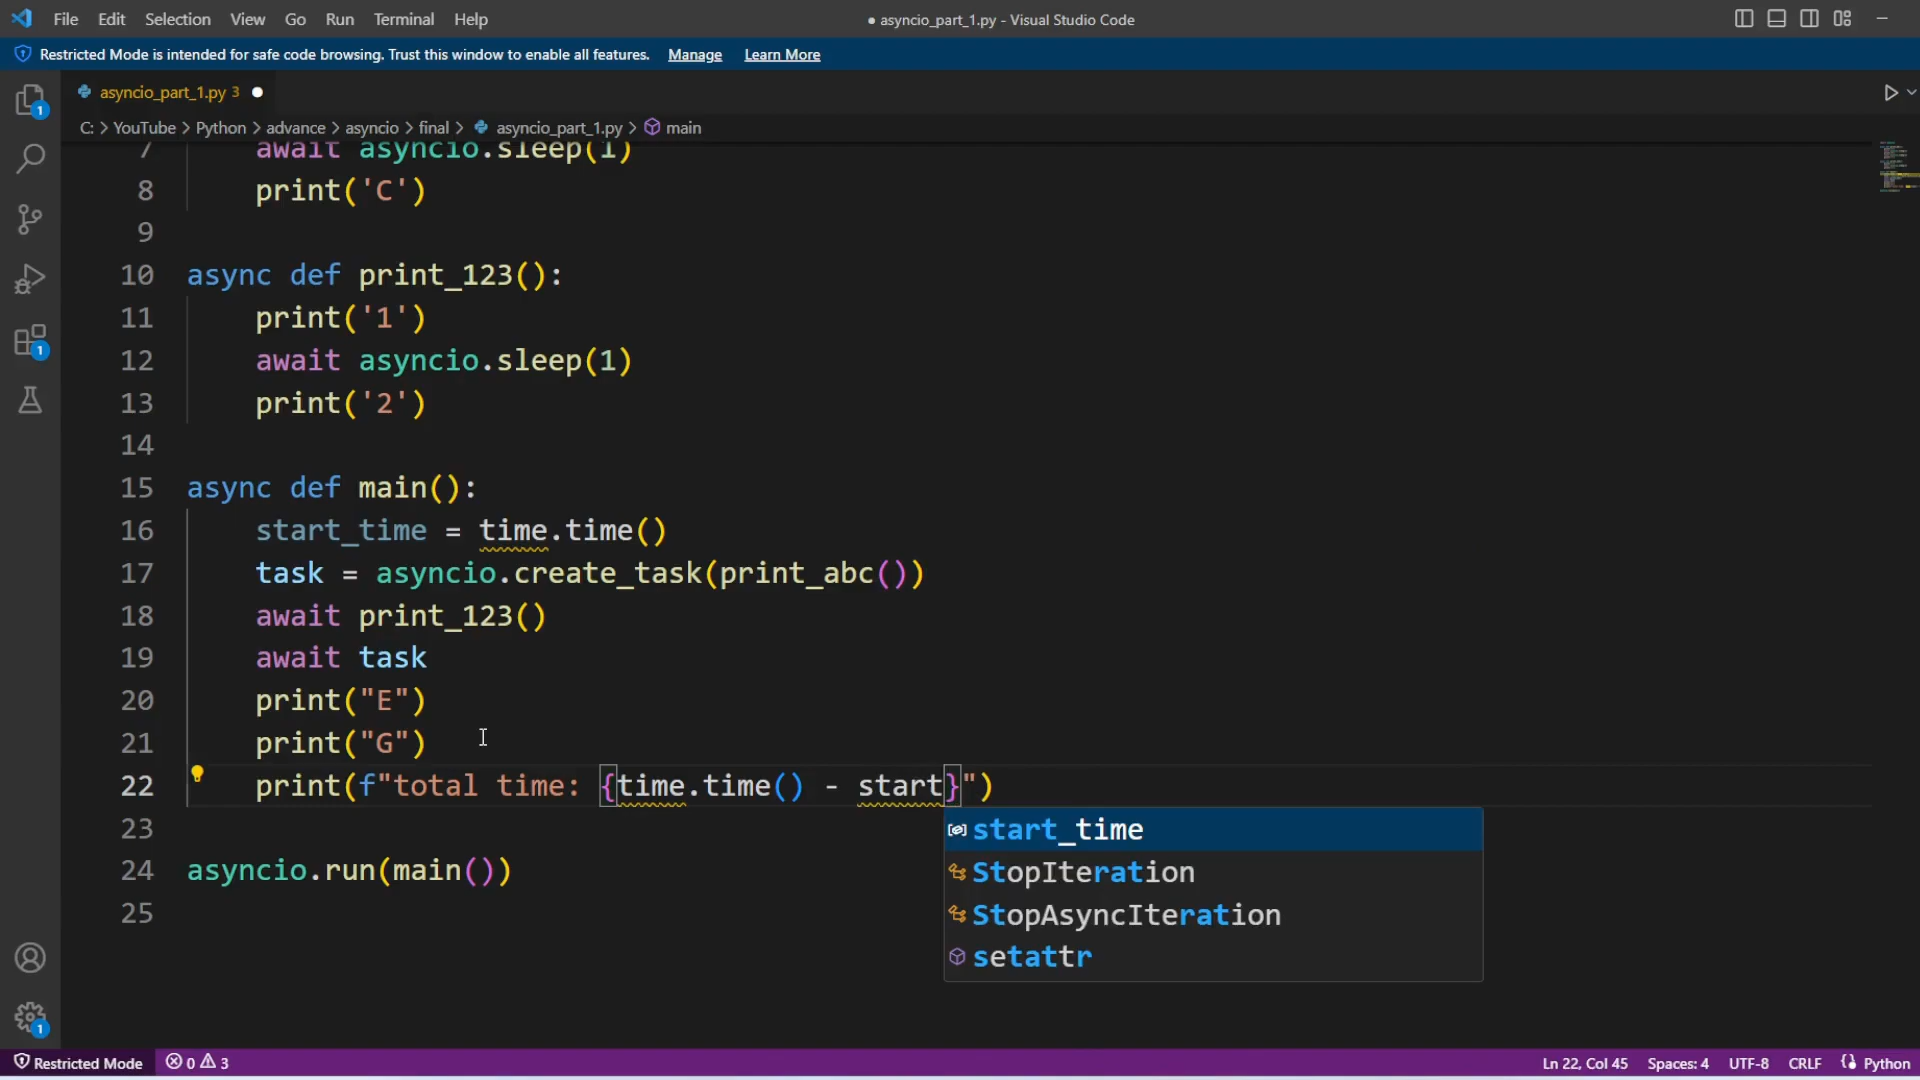 File Edit Selection View Go Run Terminal Help
● asyncio_part_1.py - Visual Studio Code
Restricted Mode is intended for safe code browsing. Trust this window to enable all features. Manage Learn More
asyncio_part_1.py 3 ●
C: > YouTube > Python > advance > asyncio > final > asyncio_part_1.py > main
7 await asyncio.sleep(1)
8 print('C')
9
10 async def print_123():
11 print('1')
12 await asyncio.sleep(1)
13 print('2')
14
15 async def main():
16 start_time = time.time()
17 task = asyncio.create_task(print_abc())
18 await print_123()
19 await task
20 print("E")
21 print("G")
22 print(f"total time: {time.time() - start}")
start_time
StopIteration
StopAsyncIteration
setattr
23
24 asyncio.run(main())
25
1
1
1
Restricted Mode 0 3
Ln 22, Col 45 Spaces: 4 UTF-8 CRLF Python